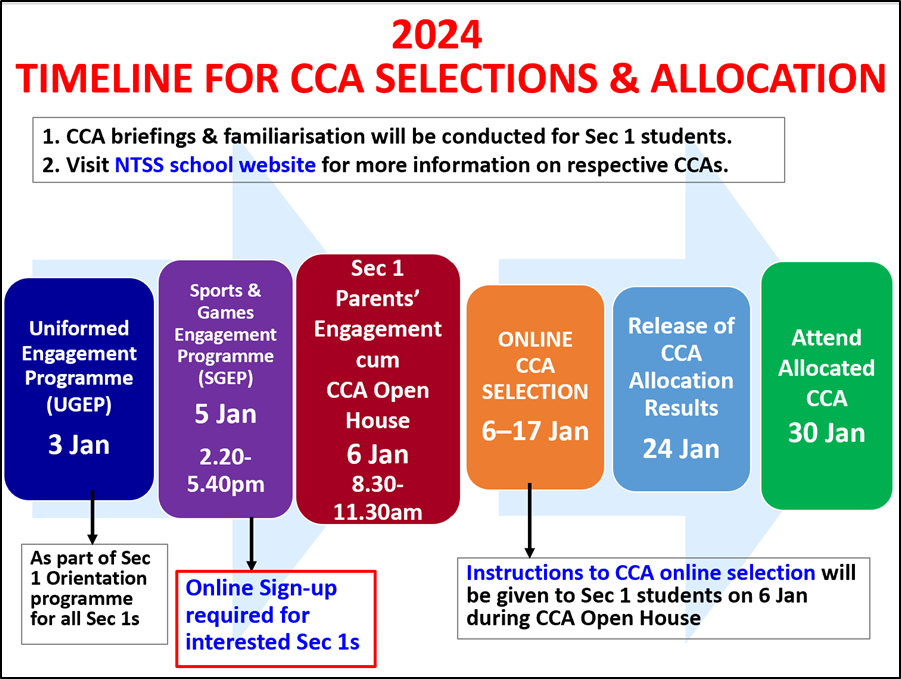 2024
TIMELINE FOR CCA SELECTIONS & ALLOCATION
1. CCA briefings & familiarisation will be conducted for Sec 1 students.
2. Visit NTSS school website for more information on respective CCAs.
Uniformed
Engagement
Programme
(UGEP)
3 Jan
Sports &
Games
Engagement
Programme
(SGEP)
5 Jan
2.20-
5.40pm
Sec 1
Parents’
Engagement
cum
CCA Open
House
6 Jan
8.30-
11.30am
ONLINE
CCA
SELECTION
6–17 Jan
Release of
CCA
Allocation
Results
24 Jan
Attend
Allocated
CCA
30 Jan
As part of Sec
1 Orientation
programme
for all Sec 1s
Online Sign-up
required for
interested Sec 1s
Instructions to CCA online selection will
be given to Sec 1 students on 6 Jan
during CCA Open House